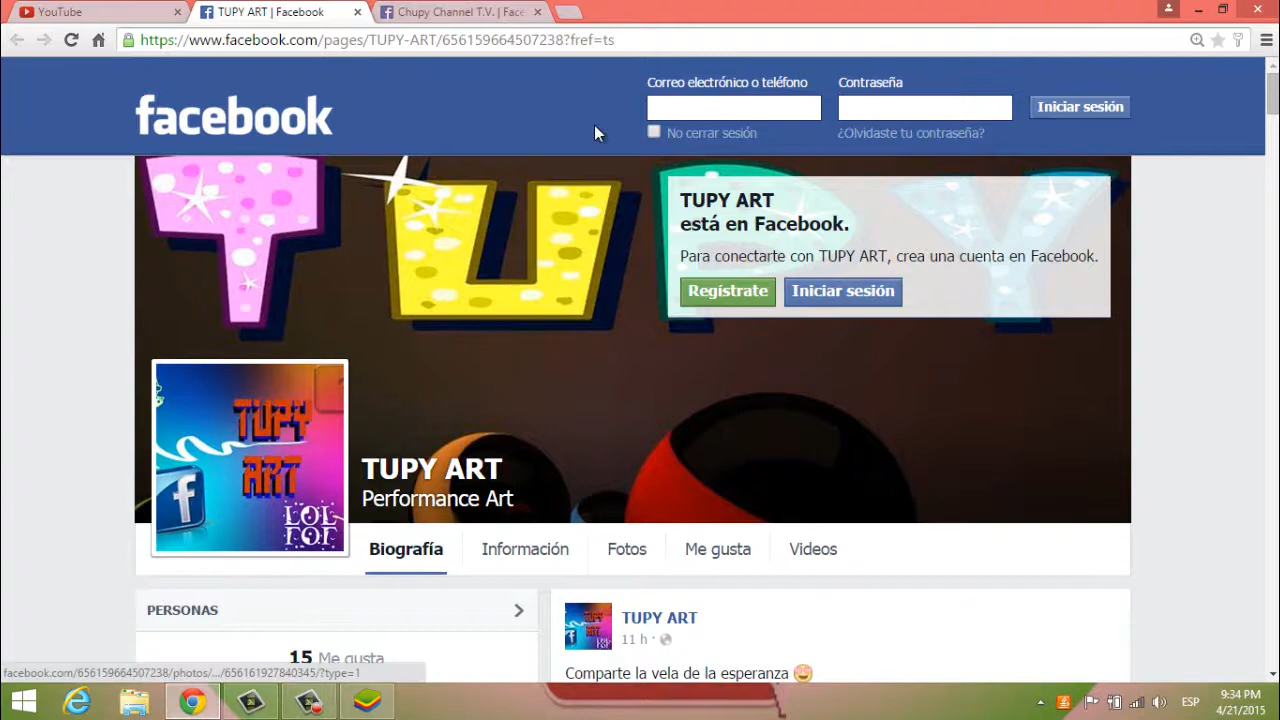 YouTube
TUPY ART | Facebook
Chupy Channel T.V. | Face
https://www.facebook.com/pages/TUPY-ART/656159664507238?fref=ts
facebook
Correo electrónico o teléfono
Contraseña
Iniciar sesión
No cerrar sesión
¿Olvidaste tu contraseña?
TUPY
TUPY ART
está en Facebook.
Para conectarte con TUPY ART, crea una cuenta en Facebook.
Regístrate
Iniciar sesión
TUPY
ART
f
LOL
TUPY ART
Performance Art
Biografía
Información
Fotos
Me gusta
Videos
PERSONAS
15 Me gusta
TUPY ART
11 h
Comparte la vela de la esperanza
facebook.com/656159664507238/photos/.../656161927840345/?type=1
ESP
9:34 PM
4/21/2015